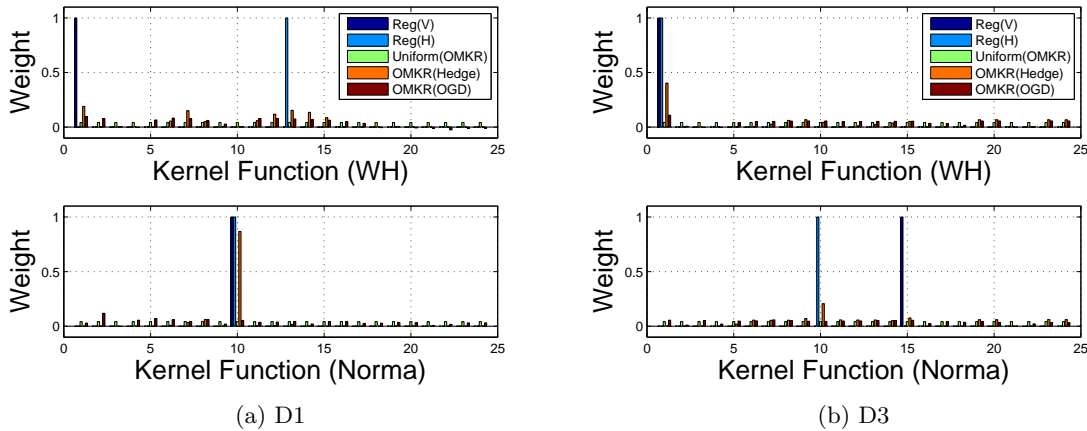 1
0.5
0
Weight
0 5 10 15 20 25
Kernel Function (WH)
Reg(V)
Reg(H)
Uniform(OMKR)
OMKR(Hedge)
OMKR(OGD)
1
0.5
0
Weight
0 5 10 15 20 25
Kernel Function (Norma)
(a) D1
1
0.5
0
Weight
0 5 10 15 20 25
Kernel Function (WH)
Reg(V)
Reg(H)
Uniform(OMKR)
OMKR(Hedge)
OMKR(OGD)
1
0.5
0
Weight
0 5 10 15 20 25
Kernel Function (Norma)
(b) D3